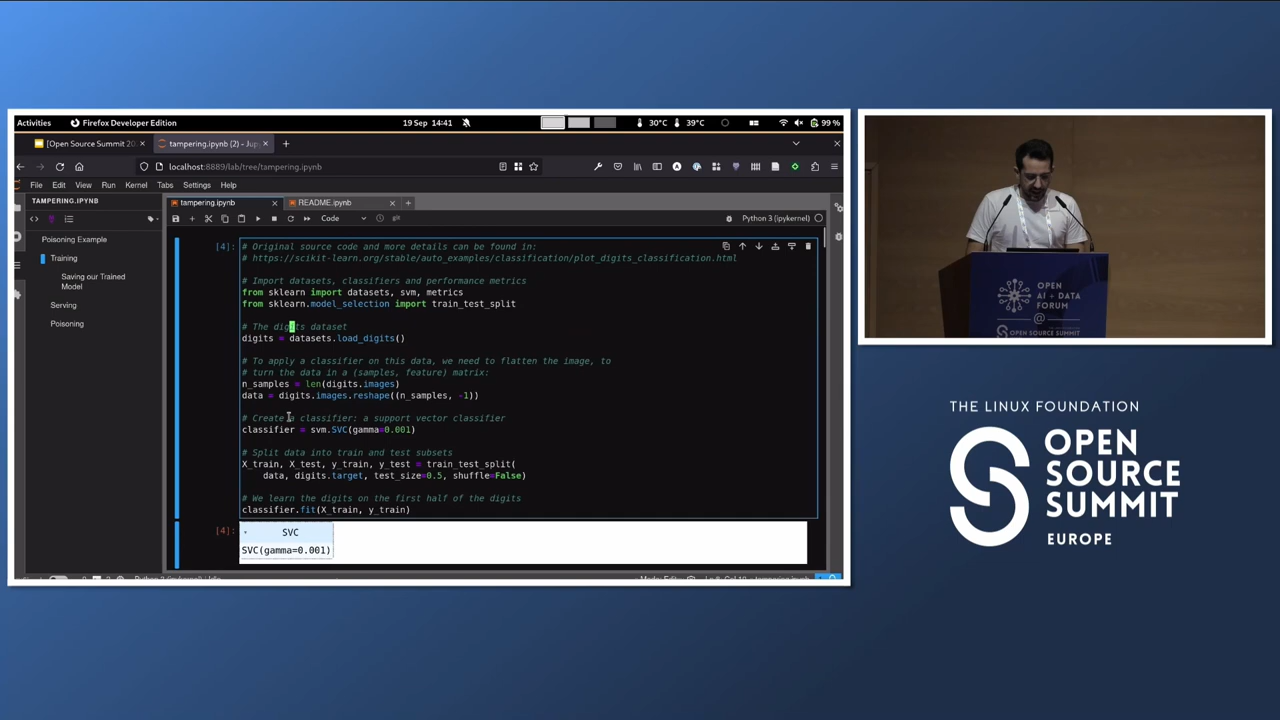 Activities
Firefox Developer Edition
19 Sep 14:41
30°C
39°C
99 %
[Open Source Summit 20
tampering.ipynb (2) - Jup
localhost:8889/lab/tree/tampering.ipynb
File Edit View Run Kernel Tabs Settings Help
TAMPERING.IPYNB
Poisoning Example
Training
Saving our Trained
Model
Serving
Poisoning
tampering.ipynb
README.ipynb
Code
Python 3 (ipykernel)
[4]:
# Original source code and more details can be found in:
# https://scikit-learn.org/stable/auto_examples/classification/plot_digits_classification.html
# Import datasets, classifiers and performance metrics
from sklearn import datasets, svm, metrics
from sklearn.model_selection import train_test_split
# The digits dataset
digits = datasets.load_digits()
# To apply a classifier on this data, we need to flatten the image, to
# turn the data in a (samples, feature) matrix:
n_samples = len(digits.images)
data = digits.images.reshape((n_samples, -1))
# Create a classifier: a support vector classifier
classifier = svm.SVC(gamma=0.001)
# Split data into train and test subsets
X_train, X_test, y_train, y_test = train_test_split(
data, digits.target, test_size=0.5, shuffle=False)
# We learn the digits on the first half of the digits
classifier.fit(X_train, y_train)
[4]:
SVC
SVC(gamma=0.001)
OPEN
AI + DATA
FORUM
@
OPEN SOURCE SUMMIT
THE LINUX FOUNDATION
OPEN
SOURCE
SUMMIT
EUROPE